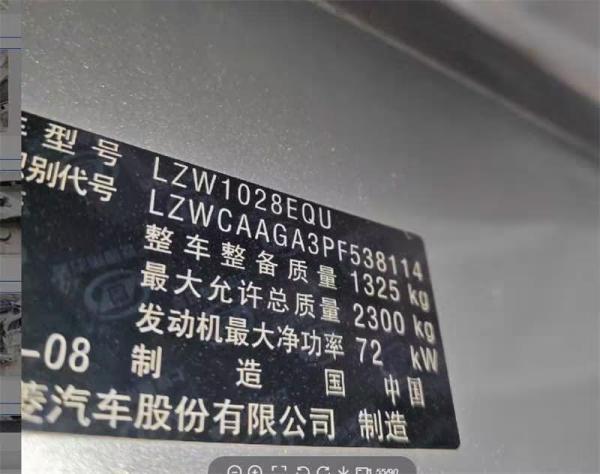 型号 LZW1028EQU
识别代号 LZWCAAGA3PF538114
整车整备质量 1325 kg
最大允许总质量 2300 kg
发动机最大净功率 72 kW
-08 制造国 中国
菱汽车股份有限公司 制造
55/90